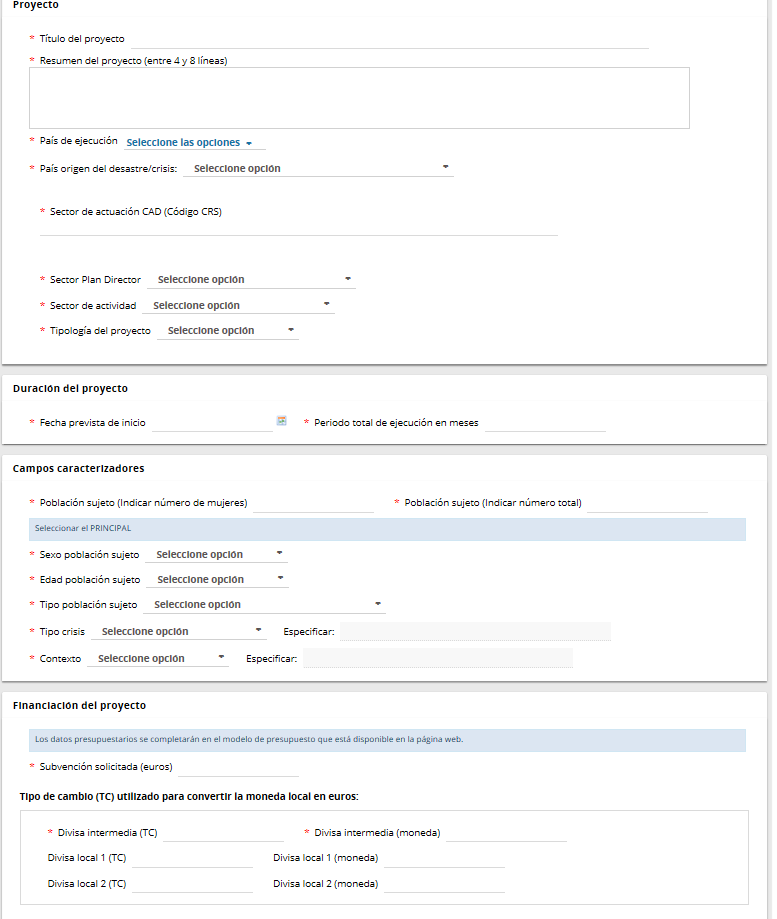 Proyecto
* Título del proyecto
* Resumen del proyecto (entre 4 y 8 líneas)
* País de ejecución Seleccione las opciones
* País origen del desastre/crisis: Seleccione opción
* Sector de actuación CAD (Código CRS)
* Sector Plan Director Seleccione opción
* Sector de actividad Seleccione opción
* Tipología del proyecto Seleccione opción
Duración del proyecto
* Fecha prevista de inicio * Periodo total de ejecución en meses
Campos caracterizadores
* Población sujeto (Indicar número de mujeres) * Población sujeto (Indicar número total)
Seleccionar el PRINCIPAL
* Sexo población sujeto Seleccione opción
* Edad población sujeto Seleccione opción
* Tipo población sujeto Seleccione opción
* Tipo crisis Seleccione opción Especificar:
* Contexto Seleccione opción Especificar:
Financiación del proyecto
Los datos presupuestarios se completarán en el modelo de presupuesto que está disponible en la página web.
* Subvención solicitada (euros)
Tipo de cambio (TC) utilizado para convertir la moneda local en euros:
* Divisa intermedia (TC) * Divisa intermedia (moneda)
Divisa local 1 (TC) Divisa local 1 (moneda)
Divisa local 2 (TC) Divisa local 2 (moneda)